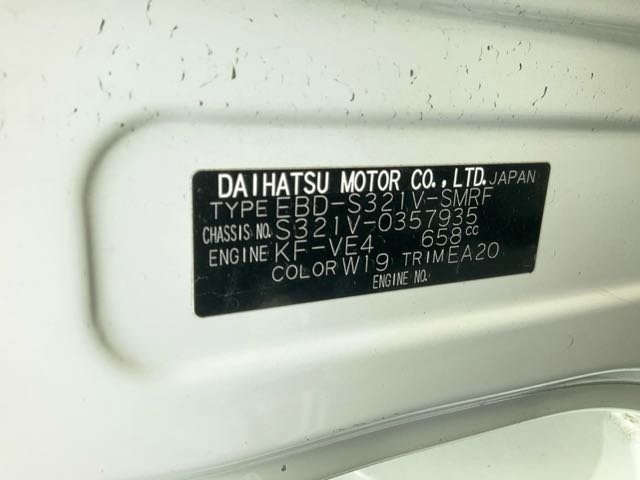 DAIHATSU MOTOR CO.,LTD. JAPAN
TYPE EBD-S321V-SMRF
CHASSIS NO. S321V-0357935
ENGINE KF-VE4 658cc
COLOR W19 TRIM EA20
ENGINE NO.